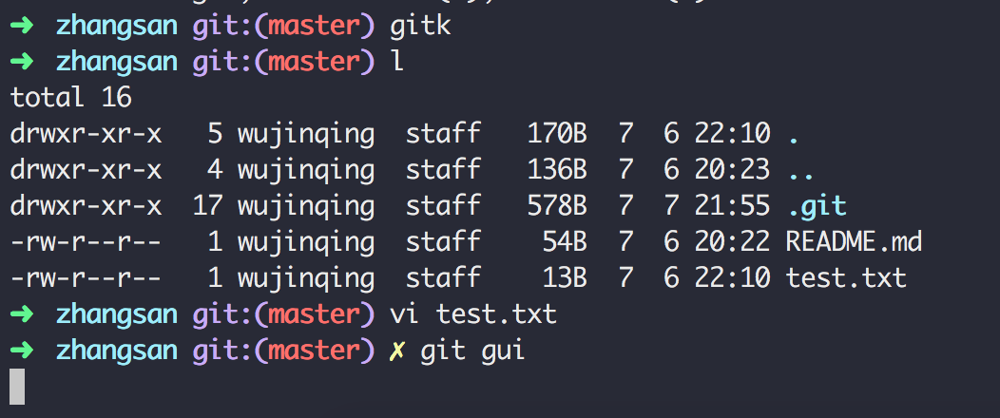 ➜ zhangsan git:(master) gitk
➜ zhangsan git:(master) l
total 16
drwxr-xr-x 5 wujinqing staff 170B 7 6 22:10 .
drwxr-xr-x 4 wujinqing staff 136B 7 6 20:23 ..
drwxr-xr-x 17 wujinqing staff 578B 7 7 21:55 .git
-rw-r--r-- 1 wujinqing staff 54B 7 6 20:22 README.md
-rw-r--r-- 1 wujinqing staff 13B 7 6 22:10 test.txt
➜ zhangsan git:(master) vi test.txt
➜ zhangsan git:(master) ✗ git gui